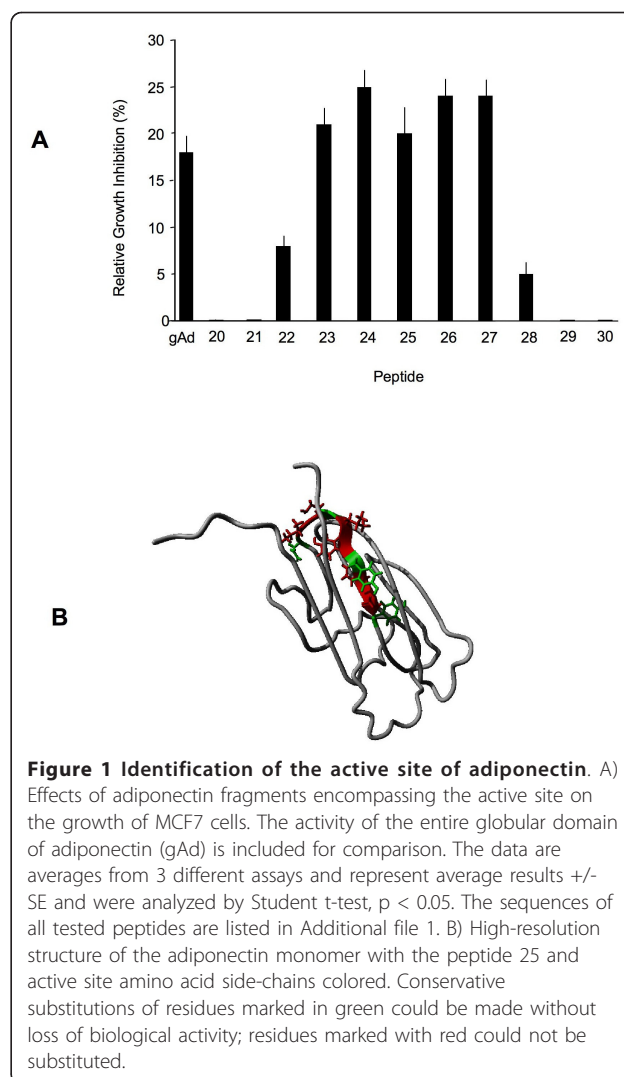 A
Relative Growth Inhibition (%)
30
25
20
15
10
5
0
gAd 20 21 22 23 24 25 26 27 28 29 30
Peptide
B
Figure 1 Identification of the active site of adiponectin. A)
Effects of adiponectin fragments encompassing the active site on
the growth of MCF7 cells. The activity of the entire globular domain
of adiponectin (gAd) is included for comparison. The data are
averages from 3 different assays and represent average results +/-
SE and were analyzed by Student t-test, p < 0.05. The sequences of
all tested peptides are listed in Additional file 1. B) High-resolution
structure of the adiponectin monomer with the peptide 25 and
active site amino acid side-chains colored. Conservative
substitutions of residues marked in green could be made without
loss of biological activity; residues marked with red could not be
substituted.